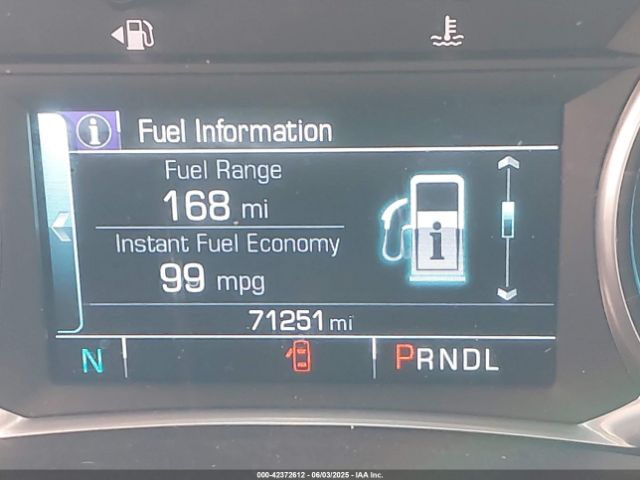 Fuel Information
Fuel Range
168 mi
Instant Fuel Economy
99 mpg
71251 mi
N
PRNDL
000-42372612 - 06/03/2025 - IAA Inc.